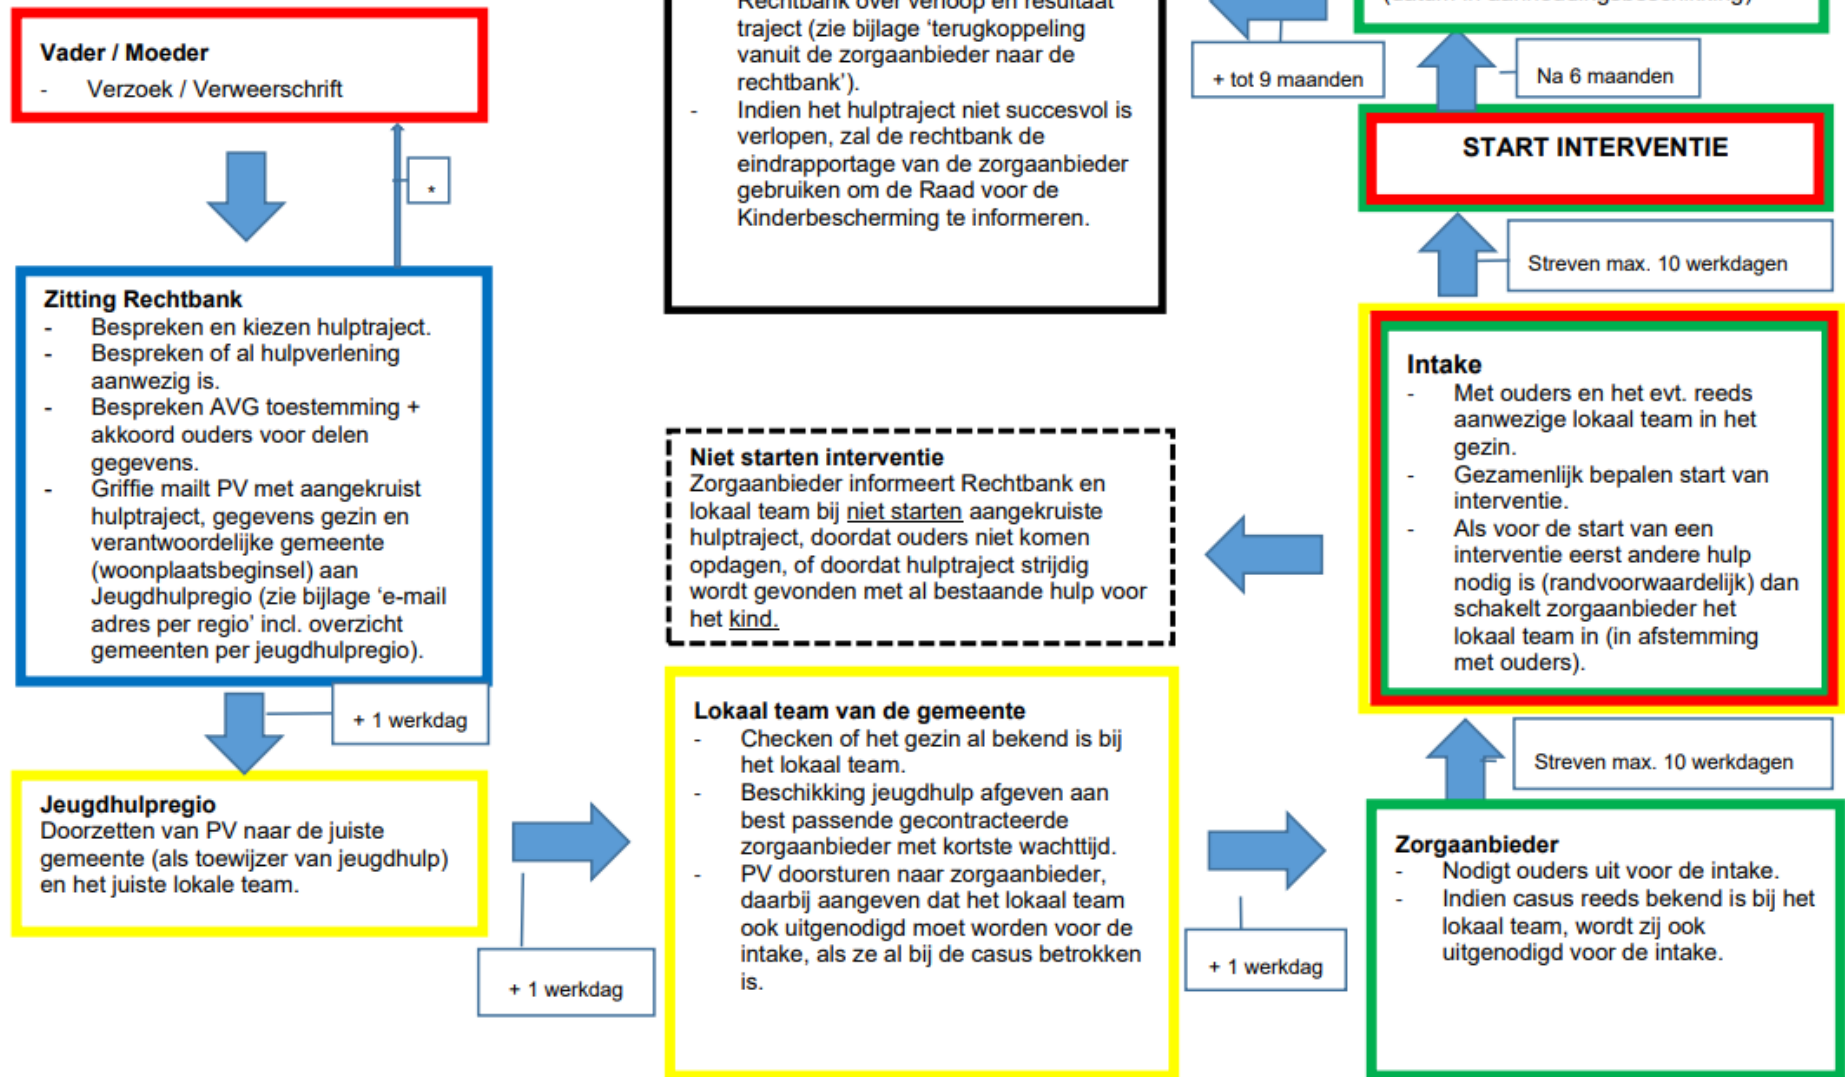 Vader / Moeder
- Verzoek / Verweerschrift
*
Zitting Rechtbank
- Bespreken en kiezen hulptraject.
- Bespreken of al hulpverlening
aanwezig is.
- Bespreken AVG toestemming +
akkoord ouders voor delen
gegevens.
- Griffie mailt PV met aangekruist
hulptraject, gegevens gezin en
verantwoordelijke gemeente
(woonplaatsbeginsel) aan
Jeugdhulpregio (zie bijlage ‘e-mail
adres per regio’ incl. overzicht
gemeenten per jeugdhulpregio).
+ 1 werkdag
Jeugdhulpregio
Doorzetten van PV naar de juiste
gemeente (als toewijzer van jeugdhulp)
en het juiste lokale team.
+ 1 werkdag
Lokaal team van de gemeente
- Checken of het gezin al bekend is bij
het lokaal team.
- Beschikking jeugdhulp afgeven aan
best passende gecontracteerde
zorgaanbieder met kortste wachttijd.
- PV doorsturen naar zorgaanbieder,
daarbij aangeven dat het lokaal team
ook uitgenodigd moet worden voor de
intake, als ze al bij de casus betrokken
is.
+ 1 werkdag
Zorgaanbieder
- Nodigt ouders uit voor de intake.
- Indien casus reeds bekend is bij het
lokaal team, wordt zij ook
uitgenodigd voor de intake.
Streven max. 10 werkdagen
Intake
- Met ouders en het evt. reeds
aanwezige lokaal team in het
gezin.
- Gezamenlijk bepalen start van
interventie.
- Als voor de start van een
interventie eerst andere hulp
nodig is (randvoorwaardelijk) dan
schakelt zorgaanbieder het
lokaal team in (in afstemming
met ouders).
Niet starten interventie
Zorgaanbieder informeert Rechtbank en
lokaal team bij niet starten aangekruiste
hulptraject, doordat ouders niet komen
opdagen, of doordat hulptraject strijdig
wordt gevonden met al bestaande hulp voor
het kind.
Streven max. 10 werkdagen
START INTERVENTIE
Na 6 maanden
+ tot 9 maanden
Rechtbank over verloop en resultaat
traject (zie bijlage ‘terugkoppeling
vanuit de zorgaanbieder naar de
rechtbank’).
- Indien het hulptraject niet succesvol is
verlopen, zal de rechtbank de
eindrapportage van de zorgaanbieder
gebruiken om de Raad voor de
Kinderbescherming te informeren.